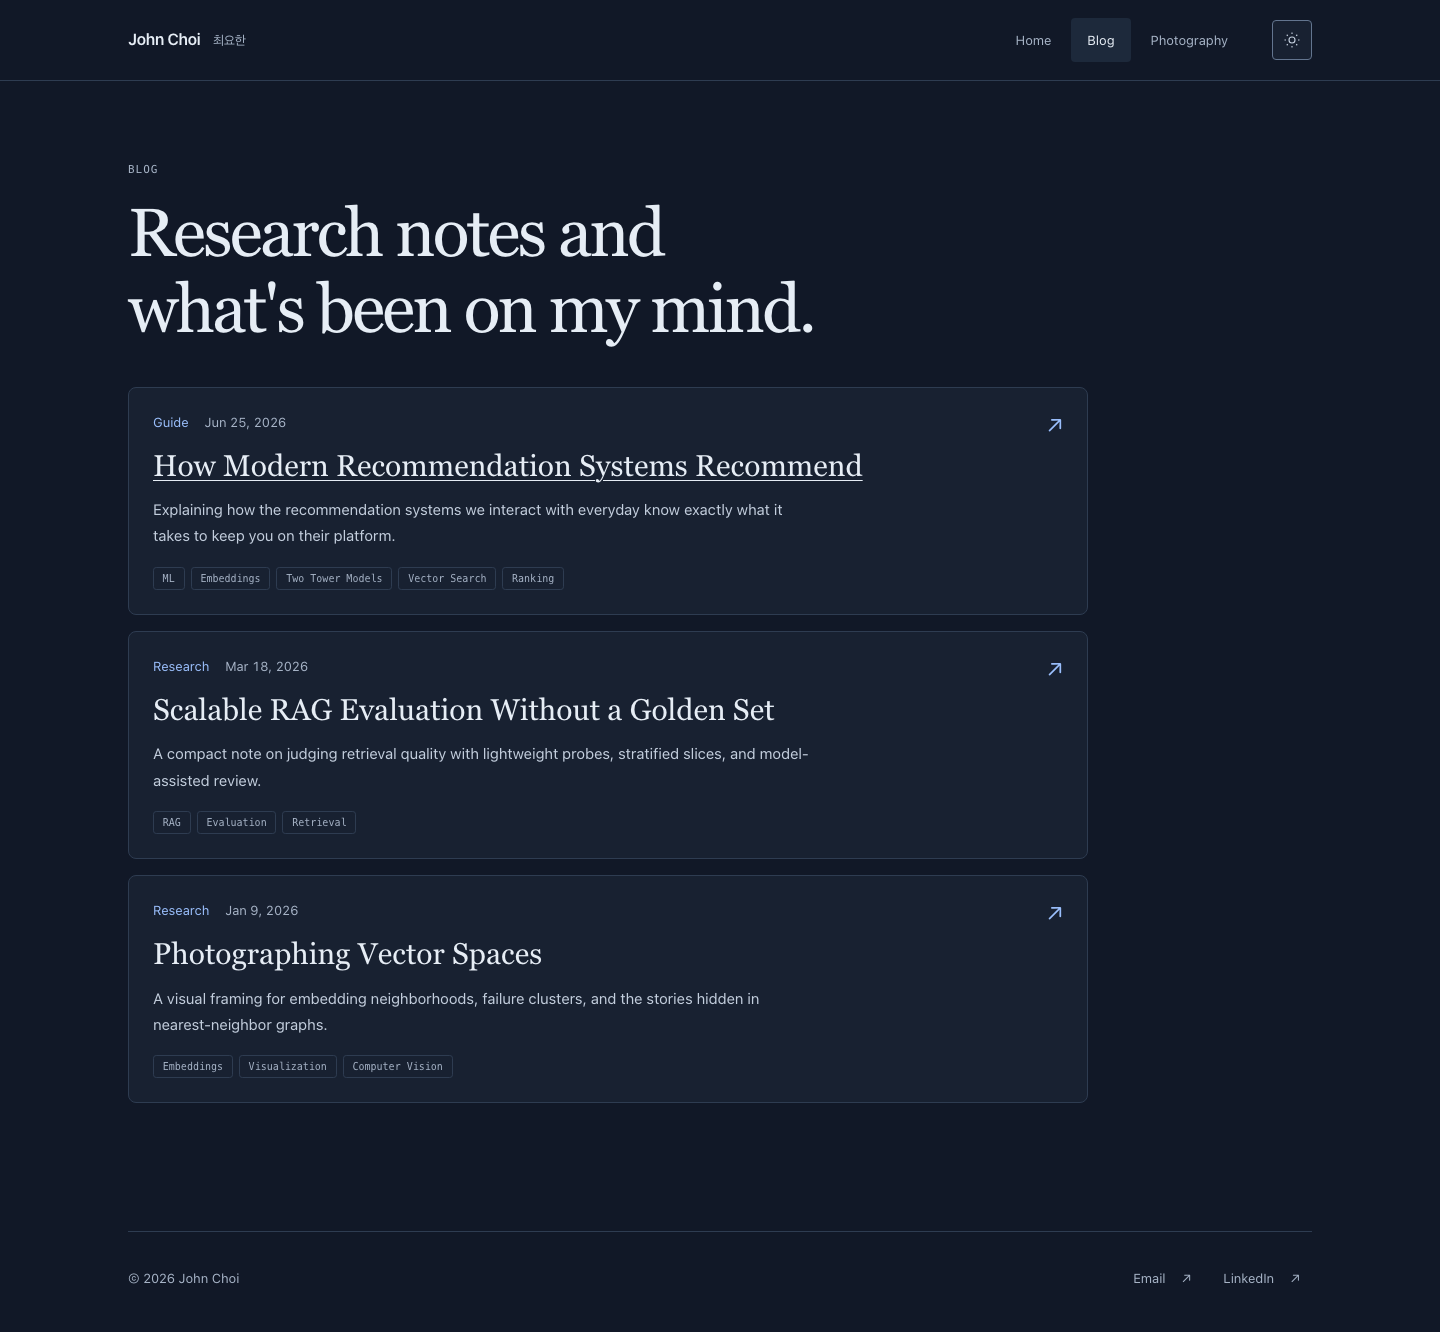 John Choi 최요한
Home Blog Photography
BLOG
Research notes and
what's been on my mind.
Guide Jun 25, 2026
How Modern Recommendation Systems Recommend
Explaining how the recommendation systems we interact with everyday know exactly what it
takes to keep you on their platform.
ML Embeddings Two Tower Models Vector Search Ranking
Research Mar 18, 2026
Scalable RAG Evaluation Without a Golden Set
A compact note on judging retrieval quality with lightweight probes, stratified slices, and model-
assisted review.
RAG Evaluation Retrieval
Research Jan 9, 2026
Photographing Vector Spaces
A visual framing for embedding neighborhoods, failure clusters, and the stories hidden in
nearest-neighbor graphs.
Embeddings Visualization Computer Vision
© 2026 John Choi
Email LinkedIn